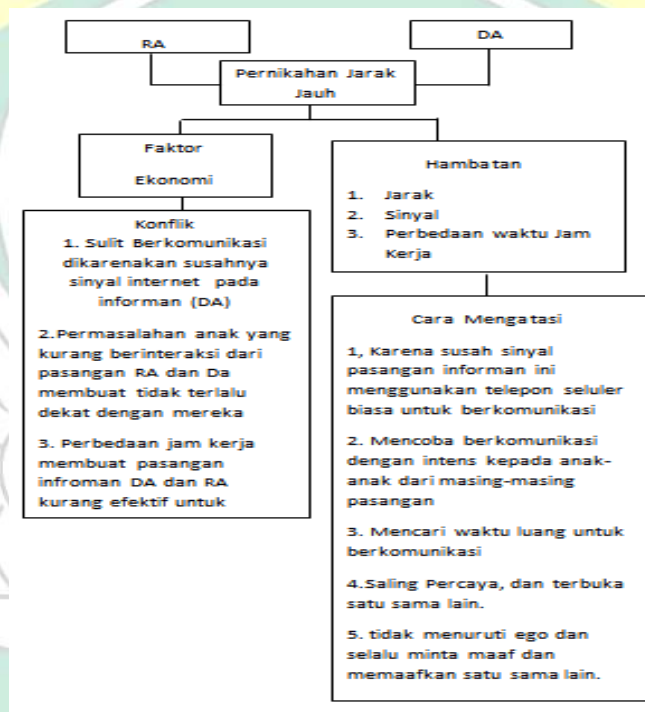 RA
DA
Pernikahan Jarak
Jauh
Faktor
Ekonomi
Hambatan
1. Jarak
2. Sinyal
3. Perbedaan waktu Jam
Kerja
Konflik
1. Sulit Berkomunikasi
dikarenakan susahnya
sinyal internet pada
informan (DA)
2.Permasalahan anak yang
kurang berinteraksi dari
pasangan RA dan Da
membuat tidak terlalu
dekat dengan mereka
3. Perbedaan jam kerja
membuat pasangan
infroman DA dan RA
kurang efektif untuk
Cara Mengatasi
1, Karena susah sinyal
pasangan informan ini
menggunakan telepon seluler
biasa untuk berkomunikasi
2. Mencoba berkomunikasi
dengan intens kepada anak-
anak dari masing-masing
pasangan
3. Mencari waktu luang untuk
berkomunikasi
4.Saling Percaya, dan terbuka
satu sama lain.
5. tidak menuruti ego dan
selalu minta maaf dan
memaafkan satu sama lain.